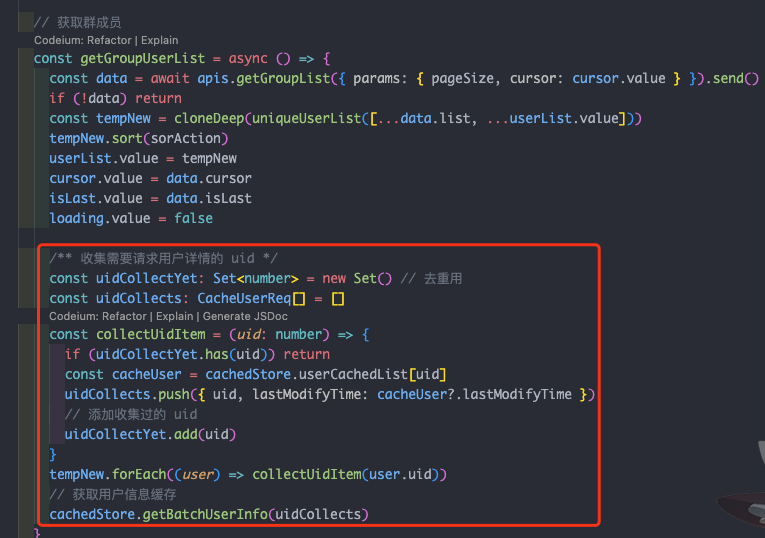 // 获取群成员
Codeium: Refactor | Explain
const getGroupUserList = async () => {
const data = await apis.getGroupList({ params: { pageSize, cursor: cursor.value } }).send()
if (!data) return
const tempNew = cloneDeep(uniqueUserList([...data.list, ...userList.value]))
tempNew.sort(sorAction)
userList.value = tempNew
cursor.value = data.cursor
isLast.value = data.isLast
loading.value = false
/** 收集需要请求用户详情的 uid */
const uidCollectYet: Set<number> = new Set() // 去重用
const uidCollects: CacheUserReq[] = []
Codeium: Refactor | Explain | Generate JSDoc
const collectUidItem = (uid: number) => {
if (uidCollectYet.has(uid)) return
const cacheUser = cachedStore.userCachedList[uid]
uidCollects.push({ uid, lastModifyTime: cacheUser?.lastModifyTime })
// 添加收集过的 uid
uidCollectYet.add(uid)
}
tempNew.forEach((user) => collectUidItem(user.uid))
// 获取用户信息缓存
cachedStore.getBatchUserInfo(uidCollects)
}